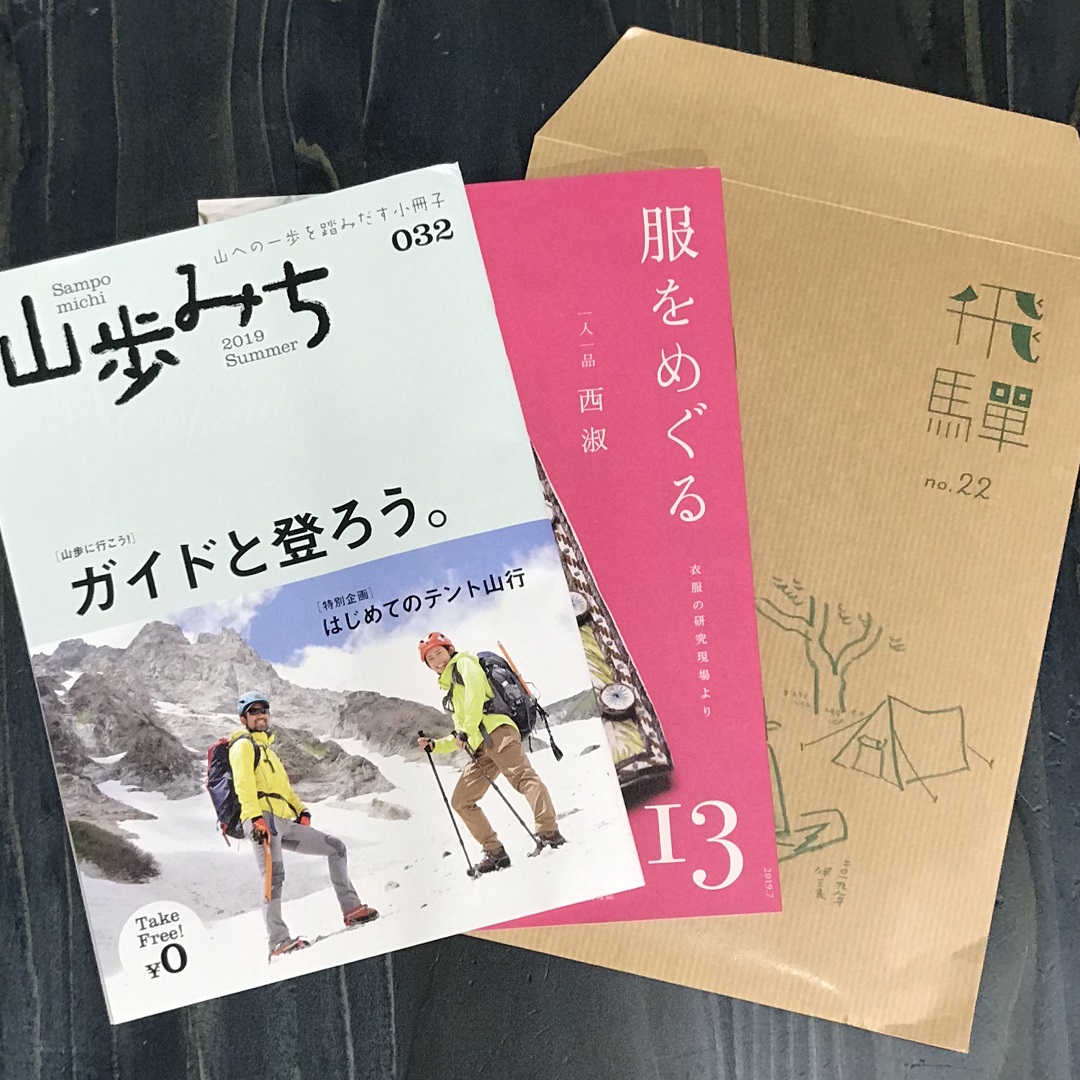 山への一歩を踏みだす小冊子
032
Sampo
michi
山歩みち
2019
Summer
[山歩に行こう!]
ガイドと登ろう。
[特別企画]
はじめてのテント山行
Take
Free!
¥0
服をめぐる
一人一品 西淑
衣服の研究現場より
13
2019.7
飛
馬單
no.22